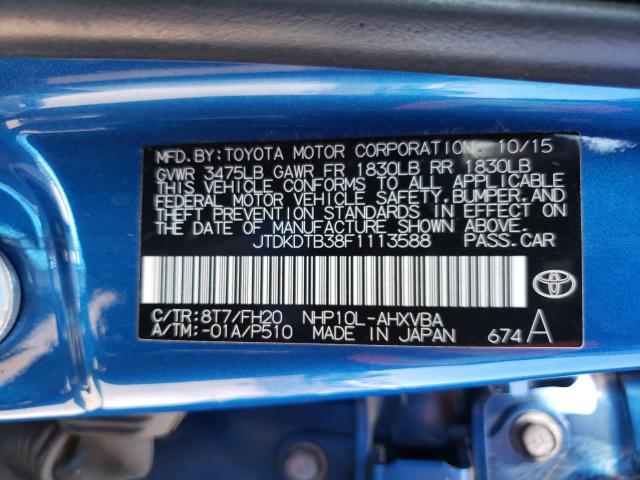 MFD.BY:TOYOTA MOTOR CORPORATION 10/15
GVWR 3475LB GAWR FR 1830LB RR 1830LB
THIS VEHICLE CONFORMS TO ALL APPLICABLE
FEDERAL MOTOR VEHICLE SAFETY,BUMPER,AND
THEFT PREVENTION STANDARDS IN EFFECT ON
THE DATE OF MANUFACTURE SHOWN ABOVE.
JTDKDTB38F1113588 PASS.CAR
C/TR:8T7/FH20 NHP10L-AHXVBA
A/TM:-01A/P510 MADE IN JAPAN 674 A